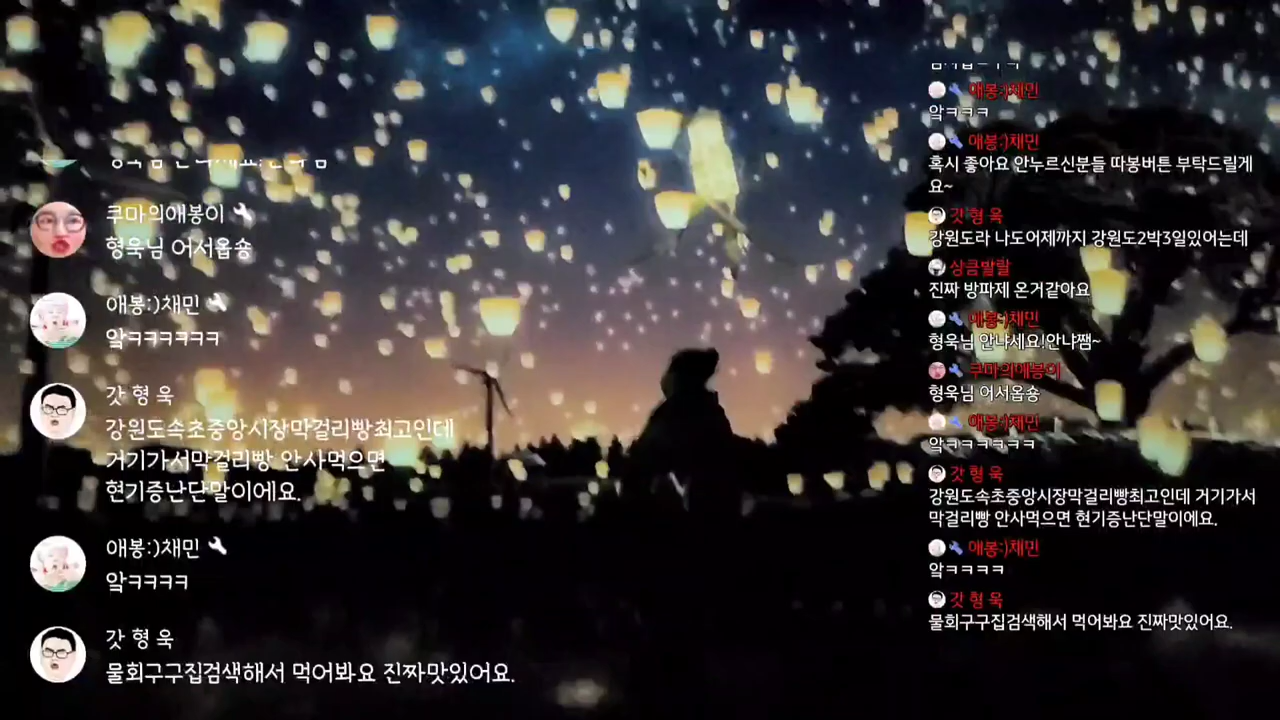 쿠마의애봉이
형욱님 어서옵숑
애봉:)채민
앜ㅋㅋㅋㅋㅋㅋ
갓 형 욱
강원도속초중앙시장막걸리빵최고인데
거기가서막걸리빵 안사먹으면
현기증난단말이에요.
애봉:)채민
앜ㅋㅋㅋㅋ
갓 형 욱
물회구구집검색해서 먹어봐요 진짜맛있어요.
애봉:)채민
앜ㅋㅋㅋ
애봉:)채민
혹시 좋아요 안누르신분들 따봉버튼 부탁드릴게
요~
갓 형 욱
강원도라 나도어제까지 강원도2박3일있어는데
상큼발랄
진짜 방파제 온거같아요
애봉:)채민
형욱님 안냐세요!안냐쨈~
쿠마의애봉이
형욱님 어서옵숑
애봉:)채민
앜ㅋㅋㅋㅋㅋㅋ
갓 형 욱
강원도속초중앙시장막걸리빵최고인데 거기가서
막걸리빵 안사먹으면 현기증난단말이에요.
애봉:)채민
앜ㅋㅋㅋㅋ
갓 형 욱
물회구구집검색해서 먹어봐요 진짜맛있어요.